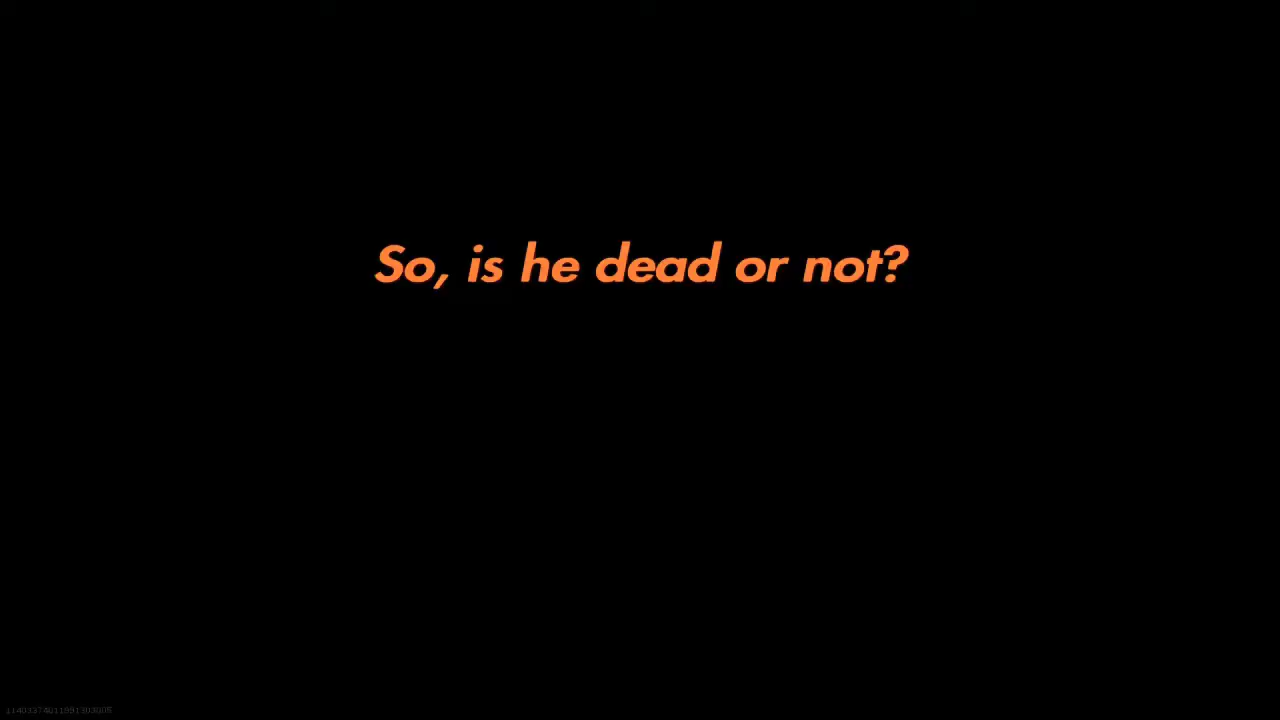 So, is he dead or not?